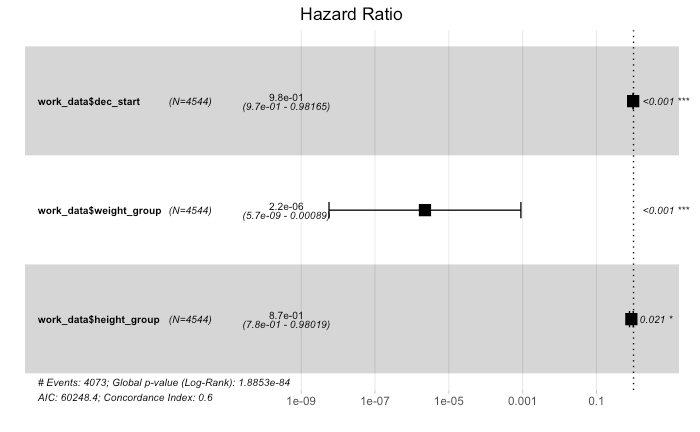 Hazard Ratio
work_data$dec_start (N=4544) 9.8e-01 <0.001 ***
(9.7e-01 - 0.98165)
work_data$weight_group (N=4544) 2.2e-06 <0.001 ***
(5.7e-09 - 0.00089)
work_data$height_group (N=4544) 8.7e-01 0.021 *
(7.8e-01 - 0.98019)
# Events: 4073; Global p-value (Log-Rank): 1.8853e-84
AIC: 60248.4; Concordance Index: 0.6
1e-09 1e-07 1e-05 0.001 0.1